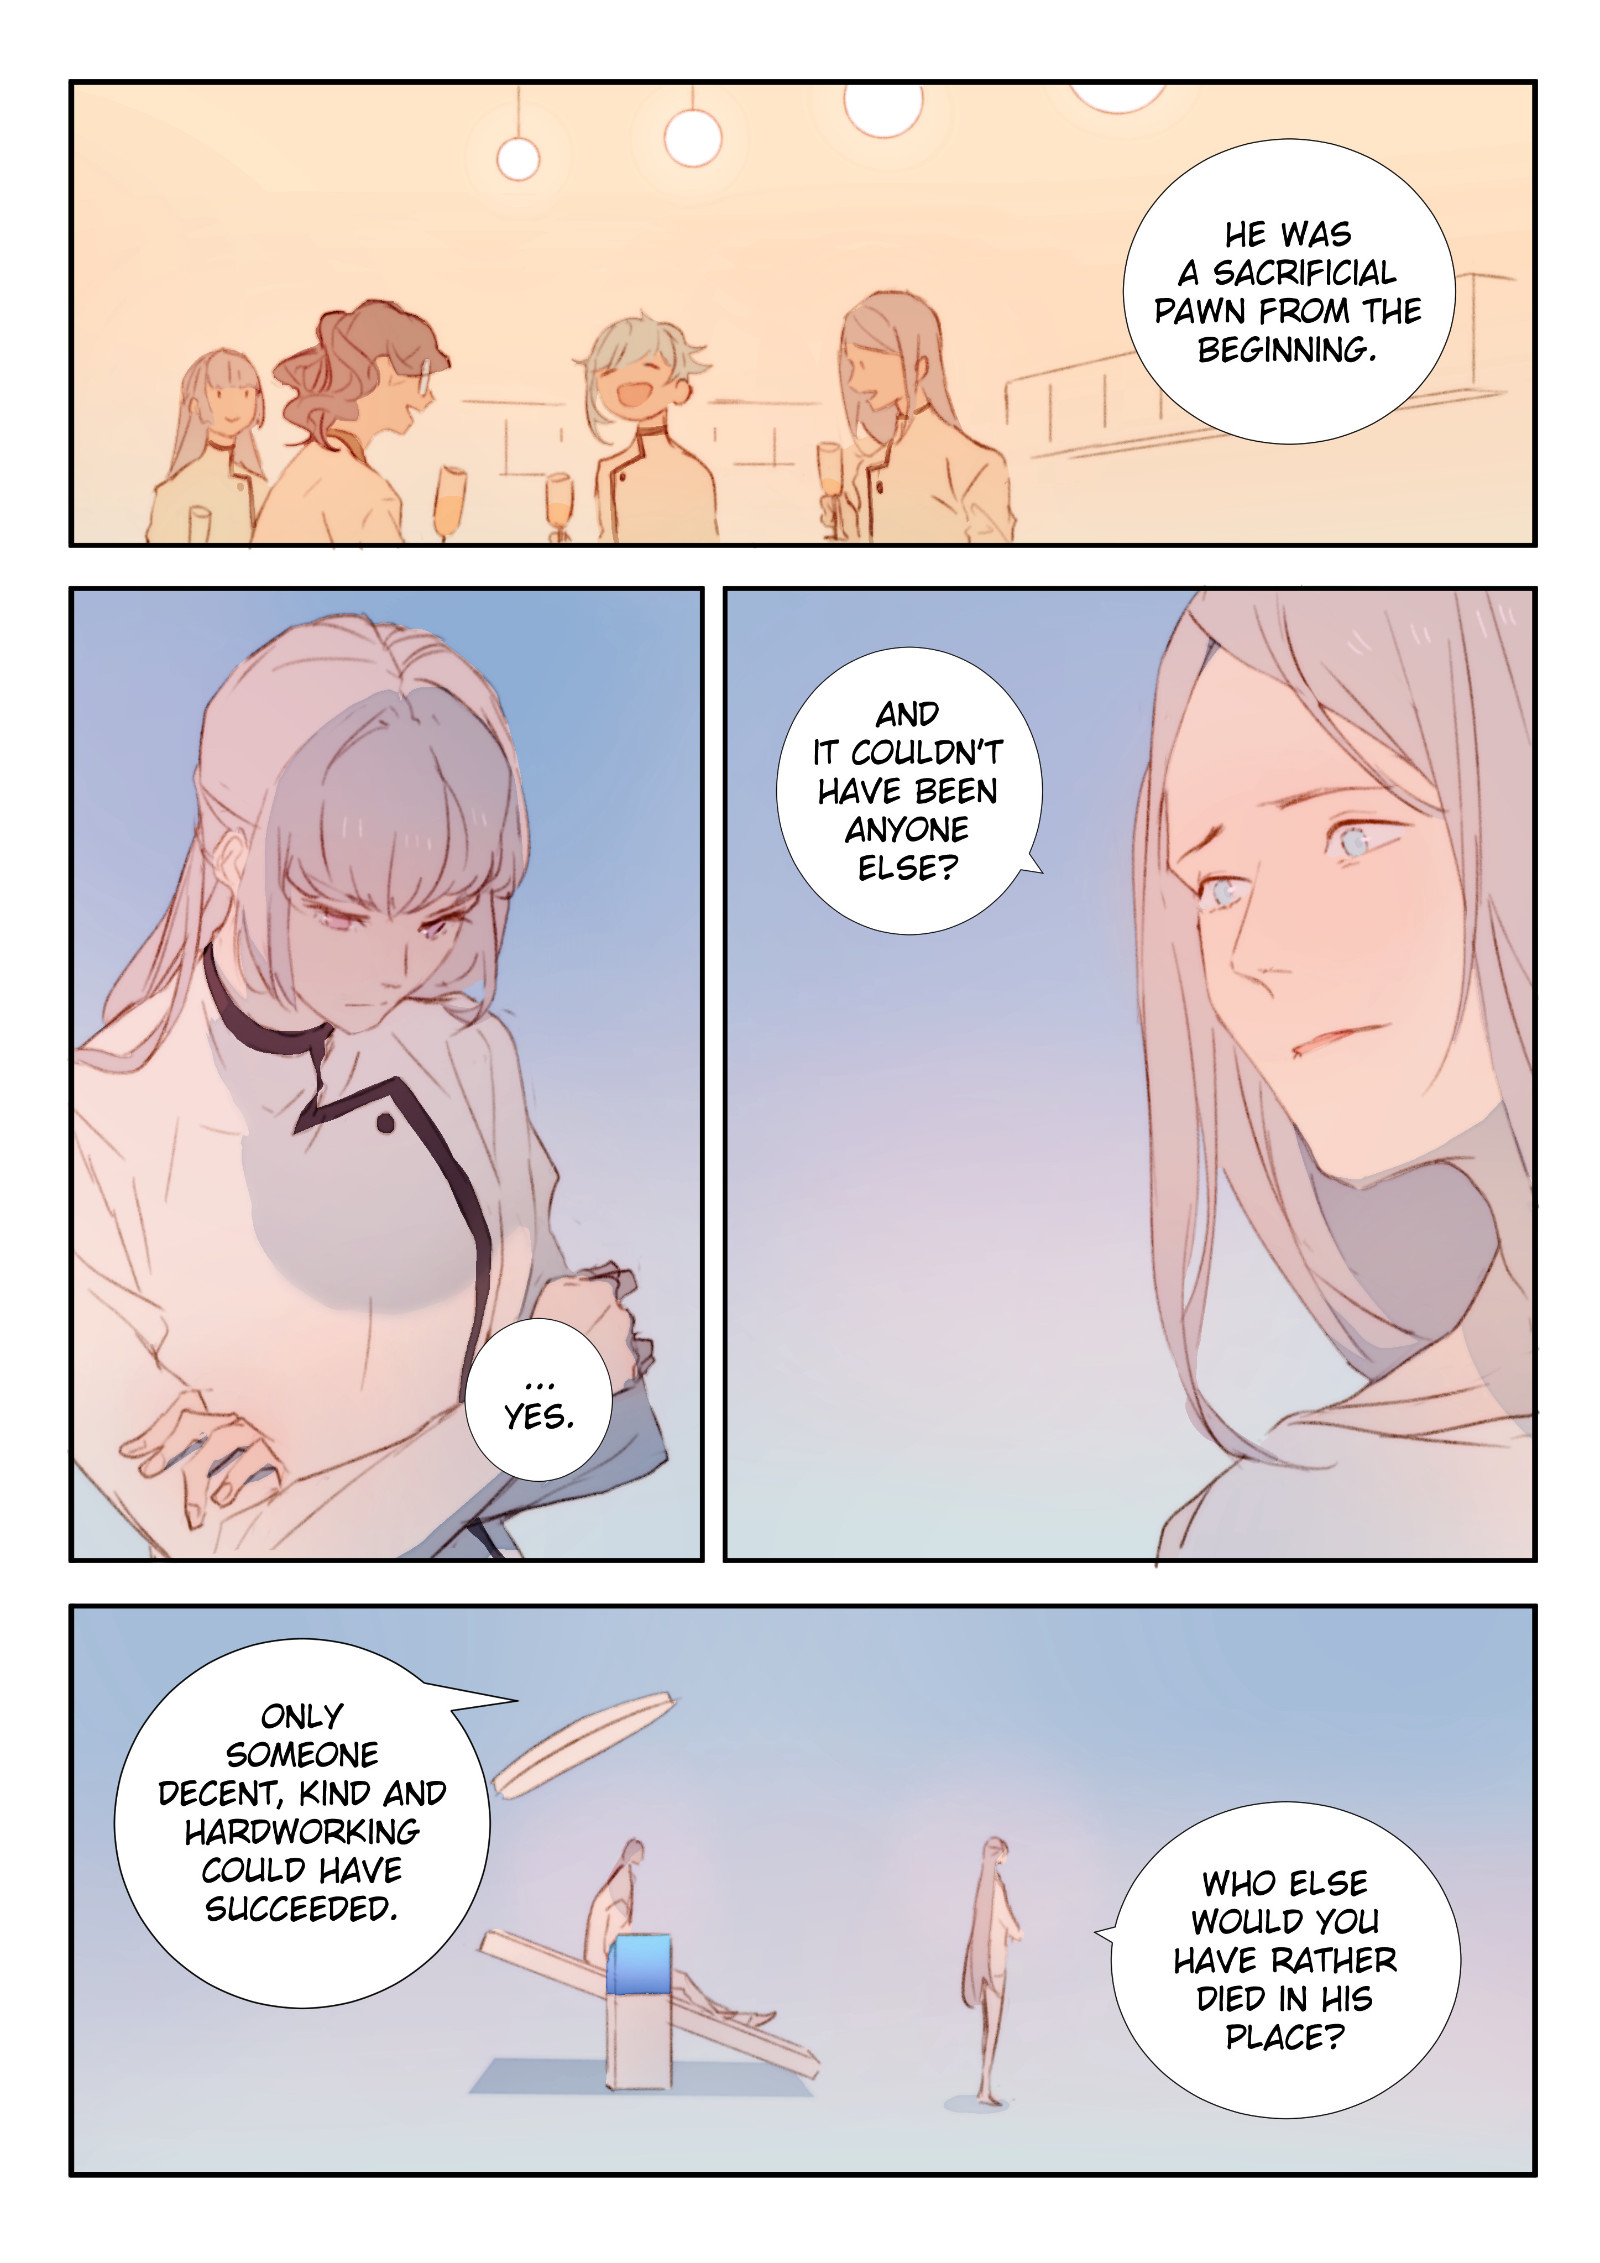 HE WAS
A SACRIFICIAL
PAWN FROM THE
BEGINNING.
...
YES.
AND
IT COULDN'T
HAVE BEEN
ANYONE
ELSE?
ONLY
SOMEONE
DECENT, KIND AND
HARDWORKING
COULD HAVE
SUCCEEDED.
WHO ELSE
WOULD YOU
HAVE RATHER
DIED IN HIS
PLACE?